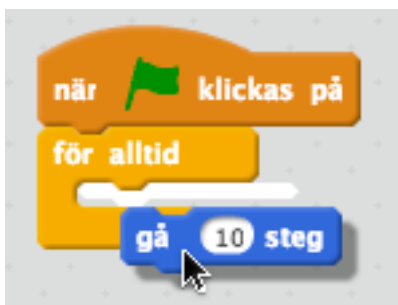 när klickas på
för alltid
gå 10 steg